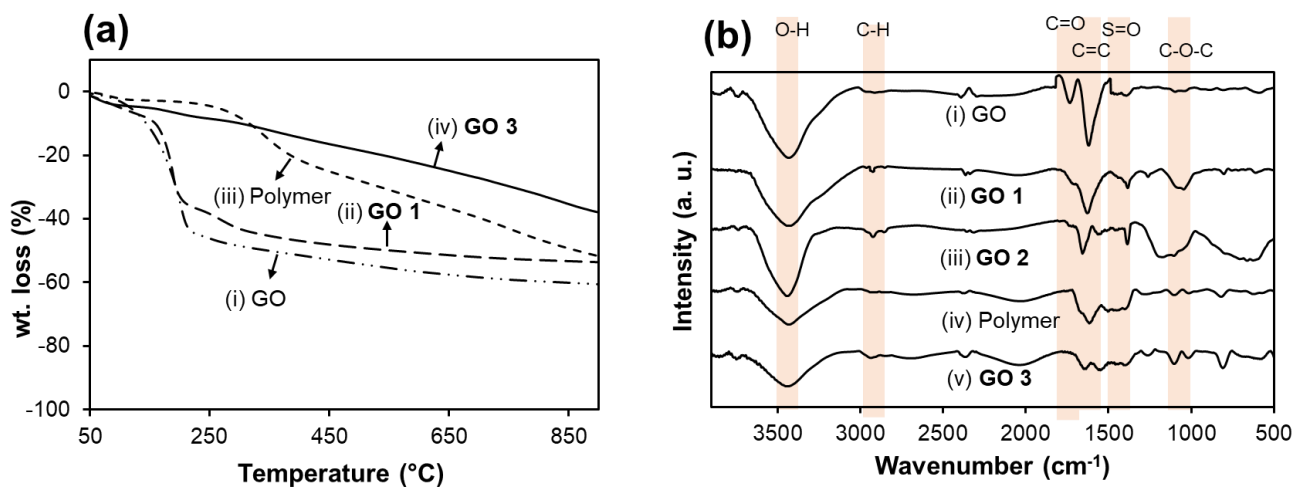 (a)
0
-20
-40
-60
-80
-100
wt. loss (%)
(iv) GO 3
(iii) Polymer
(ii) GO 1
(i) GO
50 250 450 650 850
Temperature (°C)
(b)
O-H C-H C=O S=O
C=C C-O-C
(i) GO
(ii) GO 1
(iii) GO 2
(iv) Polymer
(v) GO 3
Intensity (a. u.)
3500 3000 2500 2000 1500 1000 500
Wavenumber (cm-1)